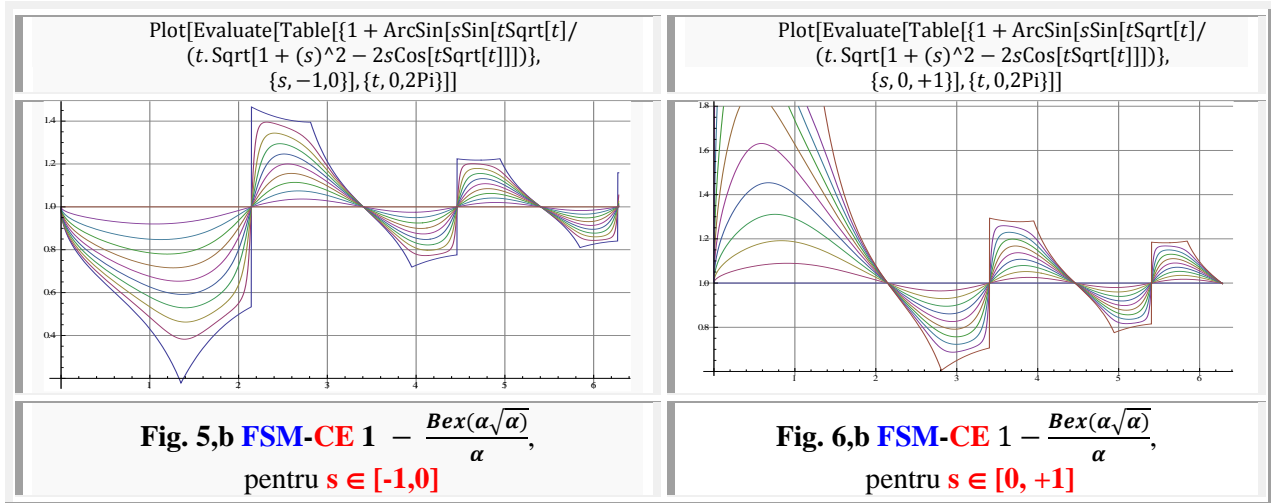 Plot[Evaluate[Table[{1 + ArcSin[sSin[tSqrt[t]/
(t. Sqrt[1 + (s)^2 − 2sCos[tSqrt[t]]])},
{s, −1,0}],{t, 0,2Pi}]]
1.4
1.2
1.0
0.8
0.6
0.4
1 2 3 4 5 6
Fig. 5,b FSM-CE 1 − Bex(α√α)/α,
pentru s ∈ [-1,0]
Plot[Evaluate[Table[{1 + ArcSin[sSin[tSqrt[t]/
(t. Sqrt[1 + (s)^2 − 2sCos[tSqrt[t]]])},
{s, 0, +1}],{t, 0,2Pi}]]
1.8
1.6
1.4
1.2
1.0
0.8
1 2 3 4 5 6
Fig. 6,b FSM-CE 1 − Bex(α√α)/α,
pentru s ∈ [0, +1]